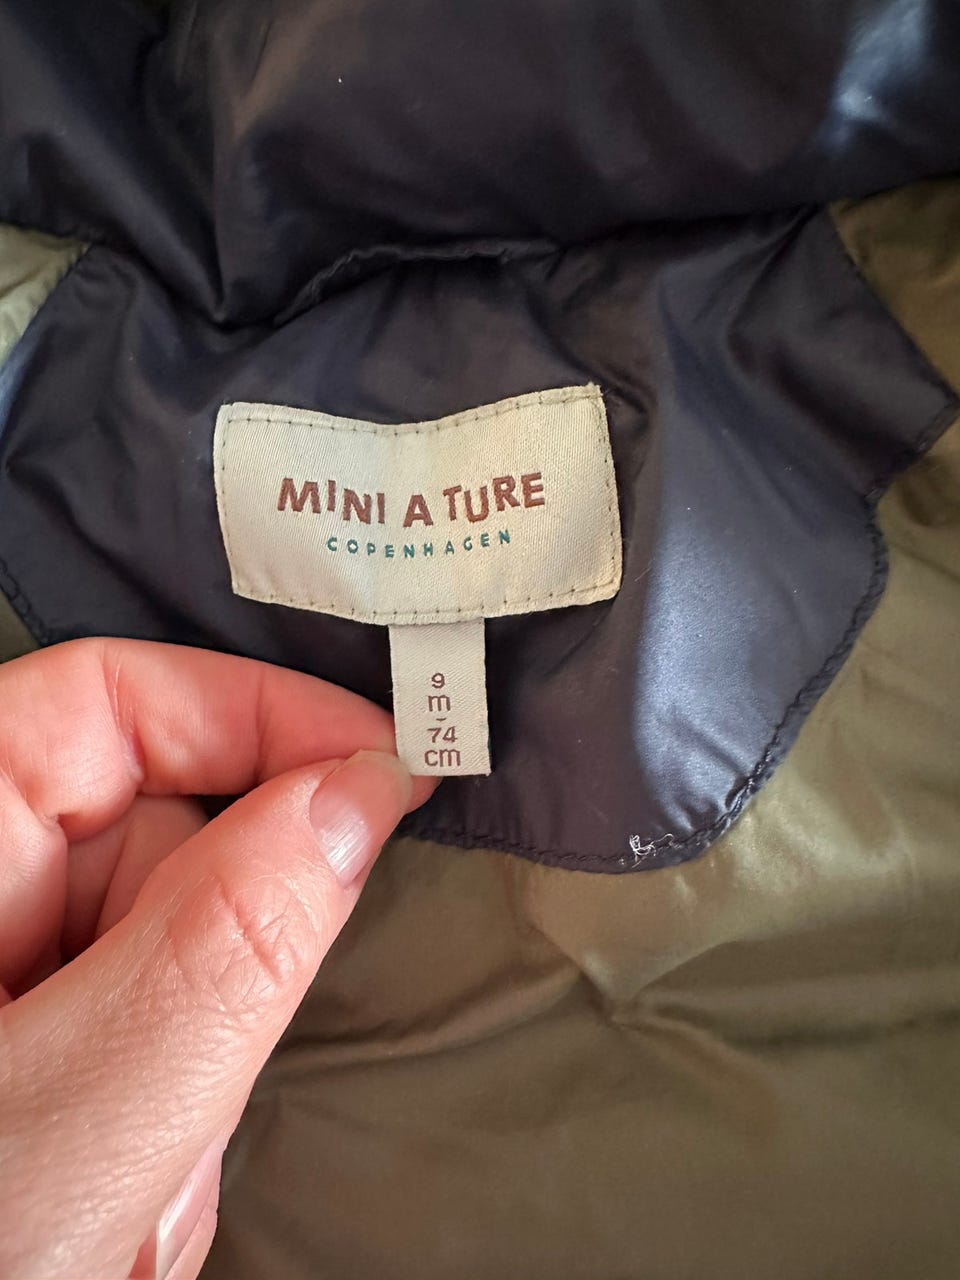 MINI A TURE
COPENHAGEN
9
m
-
74
cm